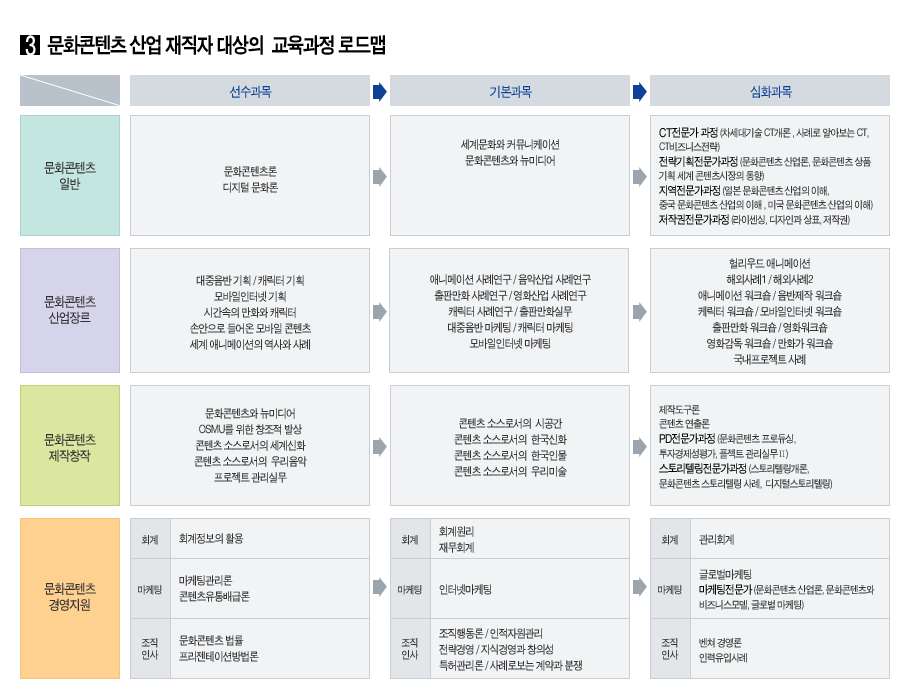 3 문화콘텐츠 산업 재직자 대상의 교육과정 로드맵
선수과목
기본과목
심화과목
문화콘텐츠
일반
문화콘텐츠론
디지털 문화론
세계문화와 커뮤니케이션
문화콘텐츠와 뉴미디어
CT전문가 과정 (차세대기술 CT개론 , 사례로 알아보는 CT,
CT비즈니스전략)
전략기획전문가과정 (문화콘텐츠 산업론, 문화콘텐츠 상품
기획 세계 콘텐츠시장의 동향)
지역전문가과정 (일본 문화콘텐츠 산업의 이해,
중국 문화콘텐츠 산업의 이해 , 미국 문화콘텐츠 산업의 이해)
저작권전문가과정 (라이센싱, 디자인과 상표, 저작권)
문화콘텐츠
산업장르
대중음반 기획 / 캐릭터 기획
모바일인터넷 기획
시간속의 만화와 캐릭터
손안으로 들어온 모바일 콘텐츠
세계 애니메이션의 역사와 사례
애니메이션 사례연구 / 음악산업 사례연구
출판만화 사례연구 / 영화산업 사례연구
캐릭터 사례연구 / 출판만화실무
대중음반 마케팅 / 캐릭터 마케팅
모바일인터넷 마케팅
헐리우드 애니메이션
해외사례1 / 해외사례2
애니메이션 워크숍 / 음반제작 워크숍
케릭터 워크숍 / 모바일인터넷 워크숍
출판만화 워크숍 / 영화워크숍
영화감독 워크숍 / 만화가 워크숍
국내프로젝트 사례
문화콘텐츠
제작창작
문화콘텐츠와 뉴미디어
OSMU를 위한 창조적 발상
콘텐츠 소스로서의 세계신화
콘텐츠 소스로서의 우리음악
프로젝트 관리실무
콘텐츠 소스로서의 시공간
콘텐츠 소스로서의 한국신화
콘텐츠 소스로서의 한국인물
콘텐츠 소스로서의 우리미술
제작도구론
콘텐츠 연출론
PD전문가과정 (문화콘텐츠 프로듀싱,
투자경제성평가, 플젝트 관리실무Ⅱ)
스토리텔링전문가과정 (스토리텔링개론,
문화콘텐츠 스토리텔링 사례, 디지털스토리텔링)
문화콘텐츠
경영지원
회계
회계정보의 활용
회계
회계원리
재무회계
회계
관리회계
마케팅
마케팅관리론
콘텐츠유통배급론
마케팅
인터넷마케팅
마케팅
글로벌마케팅
마케팅전문가 (문화콘텐츠 산업론, 문화콘텐츠와
비즈니스모델, 글로벌 마케팅)
조직
인사
문화콘텐츠 법률
프리젠테이션방법론
조직
인사
조직행동론 / 인적자원관리
전략경영 / 지식경영과 창의성
특허관리론 / 사례로보는 계약과 분쟁
조직
인사
벤쳐 경영론
인력유입사례